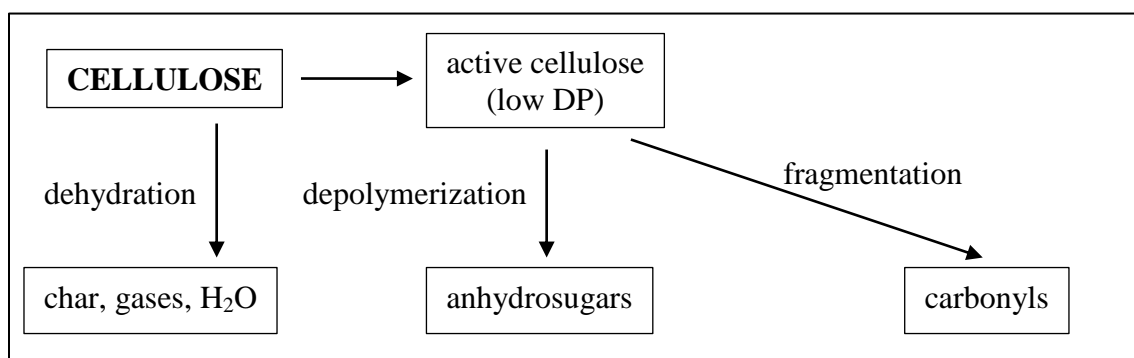 CELLULOSE
active cellulose
(low DP)
dehydration
depolymerization
fragmentation
char, gases, H₂O
anhydrosugars
carbonyls